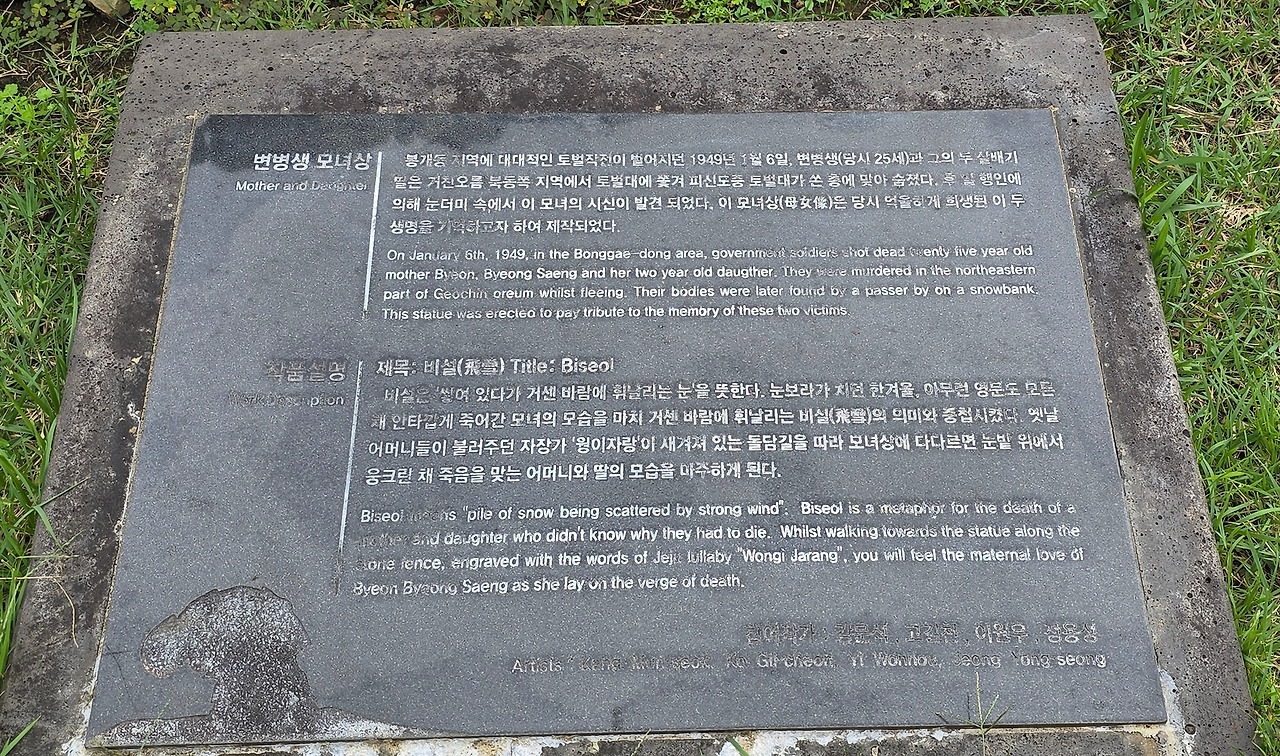 변병생 모녀상
Mother and Daughter
봉개동 지역에 대대적인 토벌작전이 벌어지던 1949년 1월 6일, 변병생(당시 25세)과 그의 두 살배기
딸은 거친오름 북동쪽 지역에서 토벌대에 쫓겨 피신도중 토벌대가 쏜 총에 맞아 숨졌다. 후 일 행인에
의해 눈더미 속에서 이 모녀의 시신이 발견 되었다. 이 모녀상(母女像)은 당시 억울하게 희생된 이 두
생명을 기억하고자 하여 제작되었다.
On January 6th, 1949, in the Bonggae-dong area, government soldiers shot dead twenty five year old
mother Byeon, Byeong Saeng and her two year old daugther. They were murdered in the northeastern
part of Geochin oreum whilst fleeing. Their bodies were later found by a passer by on a snowbank.
This statue was erected to pay tribute to the memory of these two victims.
작품설명
Work Description
제목: 비설(飛雪) Title: Biseol
비설은 '쌓여 있다가 거센 바람에 휘날리는 눈'을 뜻한다. 눈보라가 치던 한겨울, 아무런 영문도 모른
채 안타깝게 죽어간 모녀의 모습을 마치 거센 바람에 휘날리는 비설(飛雪)의 의미와 중첩시켰다. 옛날
어머니들이 불러주던 자장가 '웡이자랑'이 새겨져 있는 돌담길을 따라 모녀상에 다다르면 눈밭 위에서
웅크린 채 죽음을 맞는 어머니와 딸의 모습을 마주하게 된다.
Biseol means "pile of snow being scattered by strong wind". Biseol is a metaphor for the death of a
mother and daughter who didn't know why they had to die. Whilst walking towards the statue along the
stone fence, engraved with the words of Jeju lullaby "Wongi Jarang", you will feel the maternal love of
Byeon Byeong Saeng as she lay on the verge of death.
참여작가 : 강문석, 고길천, 이원우, 정용성
Artists : Kang Mun-seok, Ko Gil-cheon, Yi Wonwoo, Jeong Yong-seong